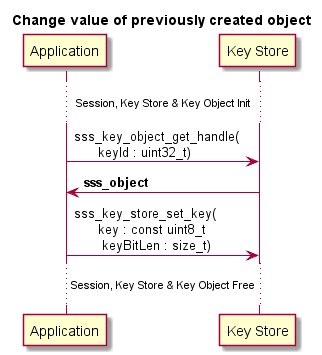 Change value of previously created object
Application
Key Store
Session, Key Store & Key Object Init
sss_key_object_get_handle(
keyId : uint32_t)
sss_object
sss_key_store_set_key(
key : const uint8_t
keyBitLen : size_t)
Session, Key Store & Key Object Free
Application
Key Store